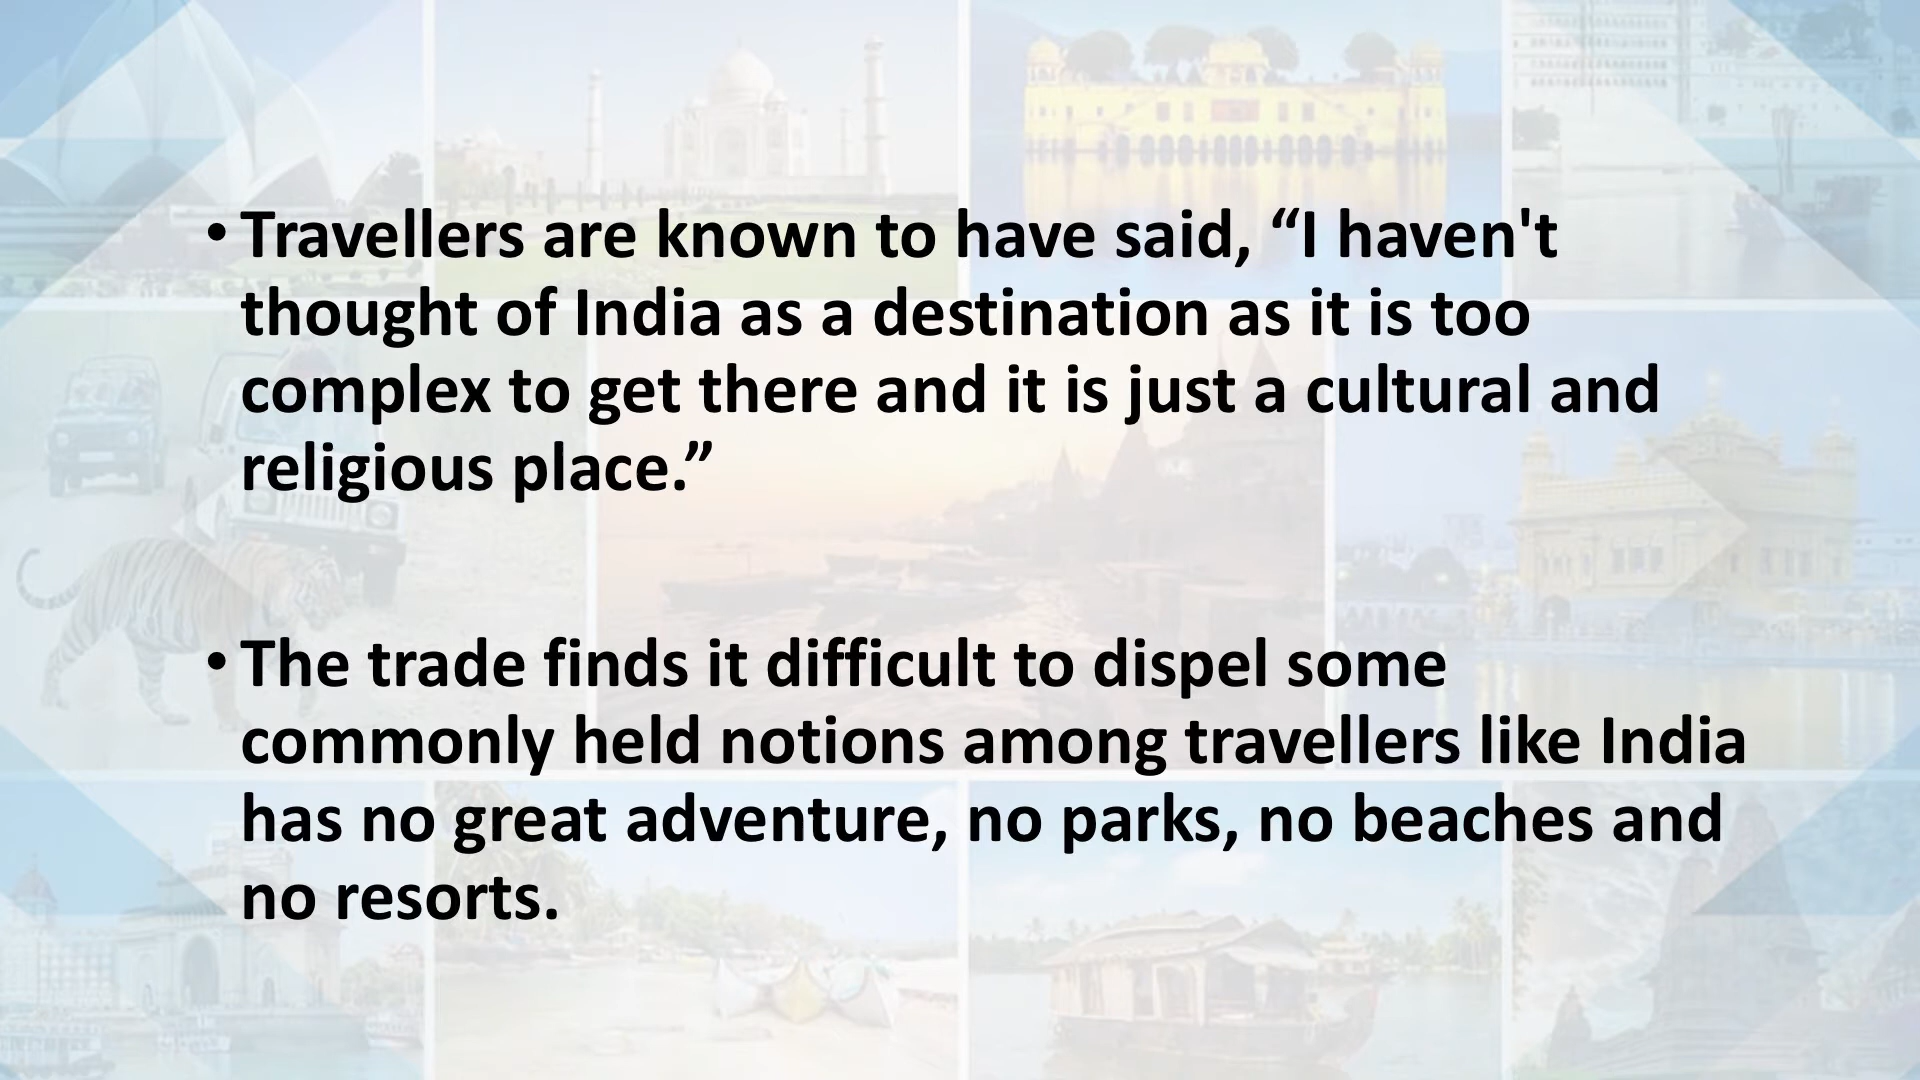 • Travellers are known to have said, “I haven't
thought of India as a destination as it is too
complex to get there and it is just a cultural and
religious place.”
• The trade finds it difficult to dispel some
commonly held notions among travellers like India
has no great adventure, no parks, no beaches and
no resorts.